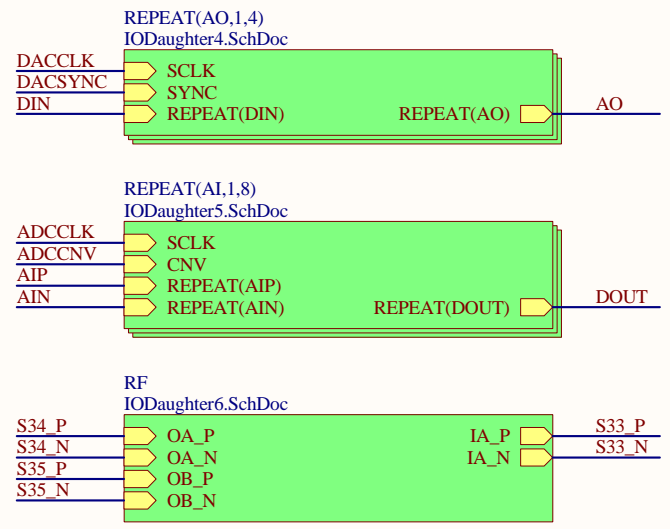 REPEAT(AO,1,4)
IODaughter4.SchDoc
DACCLK SCLK
DACSYNC SYNC
DIN REPEAT(DIN) REPEAT(AO) AO
REPEAT(AI,1,8)
IODaughter5.SchDoc
ADCCLK SCLK
ADCCNV CNV
AIP REPEAT(AIP)
AIN REPEAT(AIN) REPEAT(DOUT) DOUT
RF
IODaughter6.SchDoc
S34_P OA_P IA_P S33_P
S34_N OA_N IA_N S33_N
S35_P OB_P
S35_N OB_N